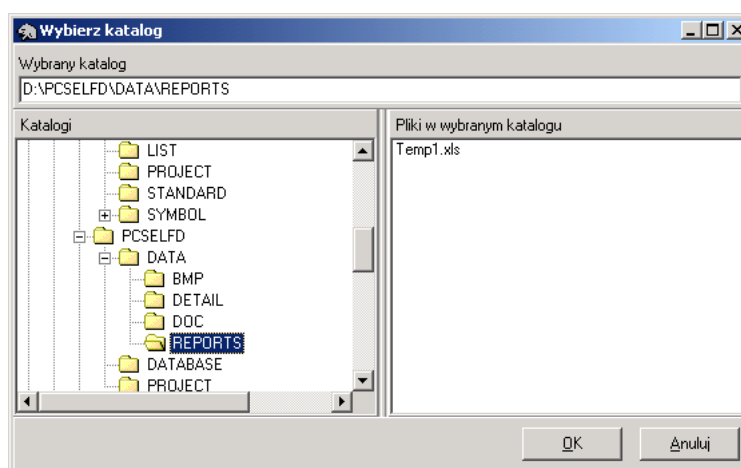 Wybierz katalog
Wybrany katalog
D:\PCSELFD\DATA\REPORTS
Katalogi
LIST
PROJECT
STANDARD
SYMBOL
PCSELFD
DATA
BMP
DETAIL
DOC
REPORTS
DATABASE
PROJECT
Pliki w wybranym katalogu
Temp1.xls
OK
Anuluj